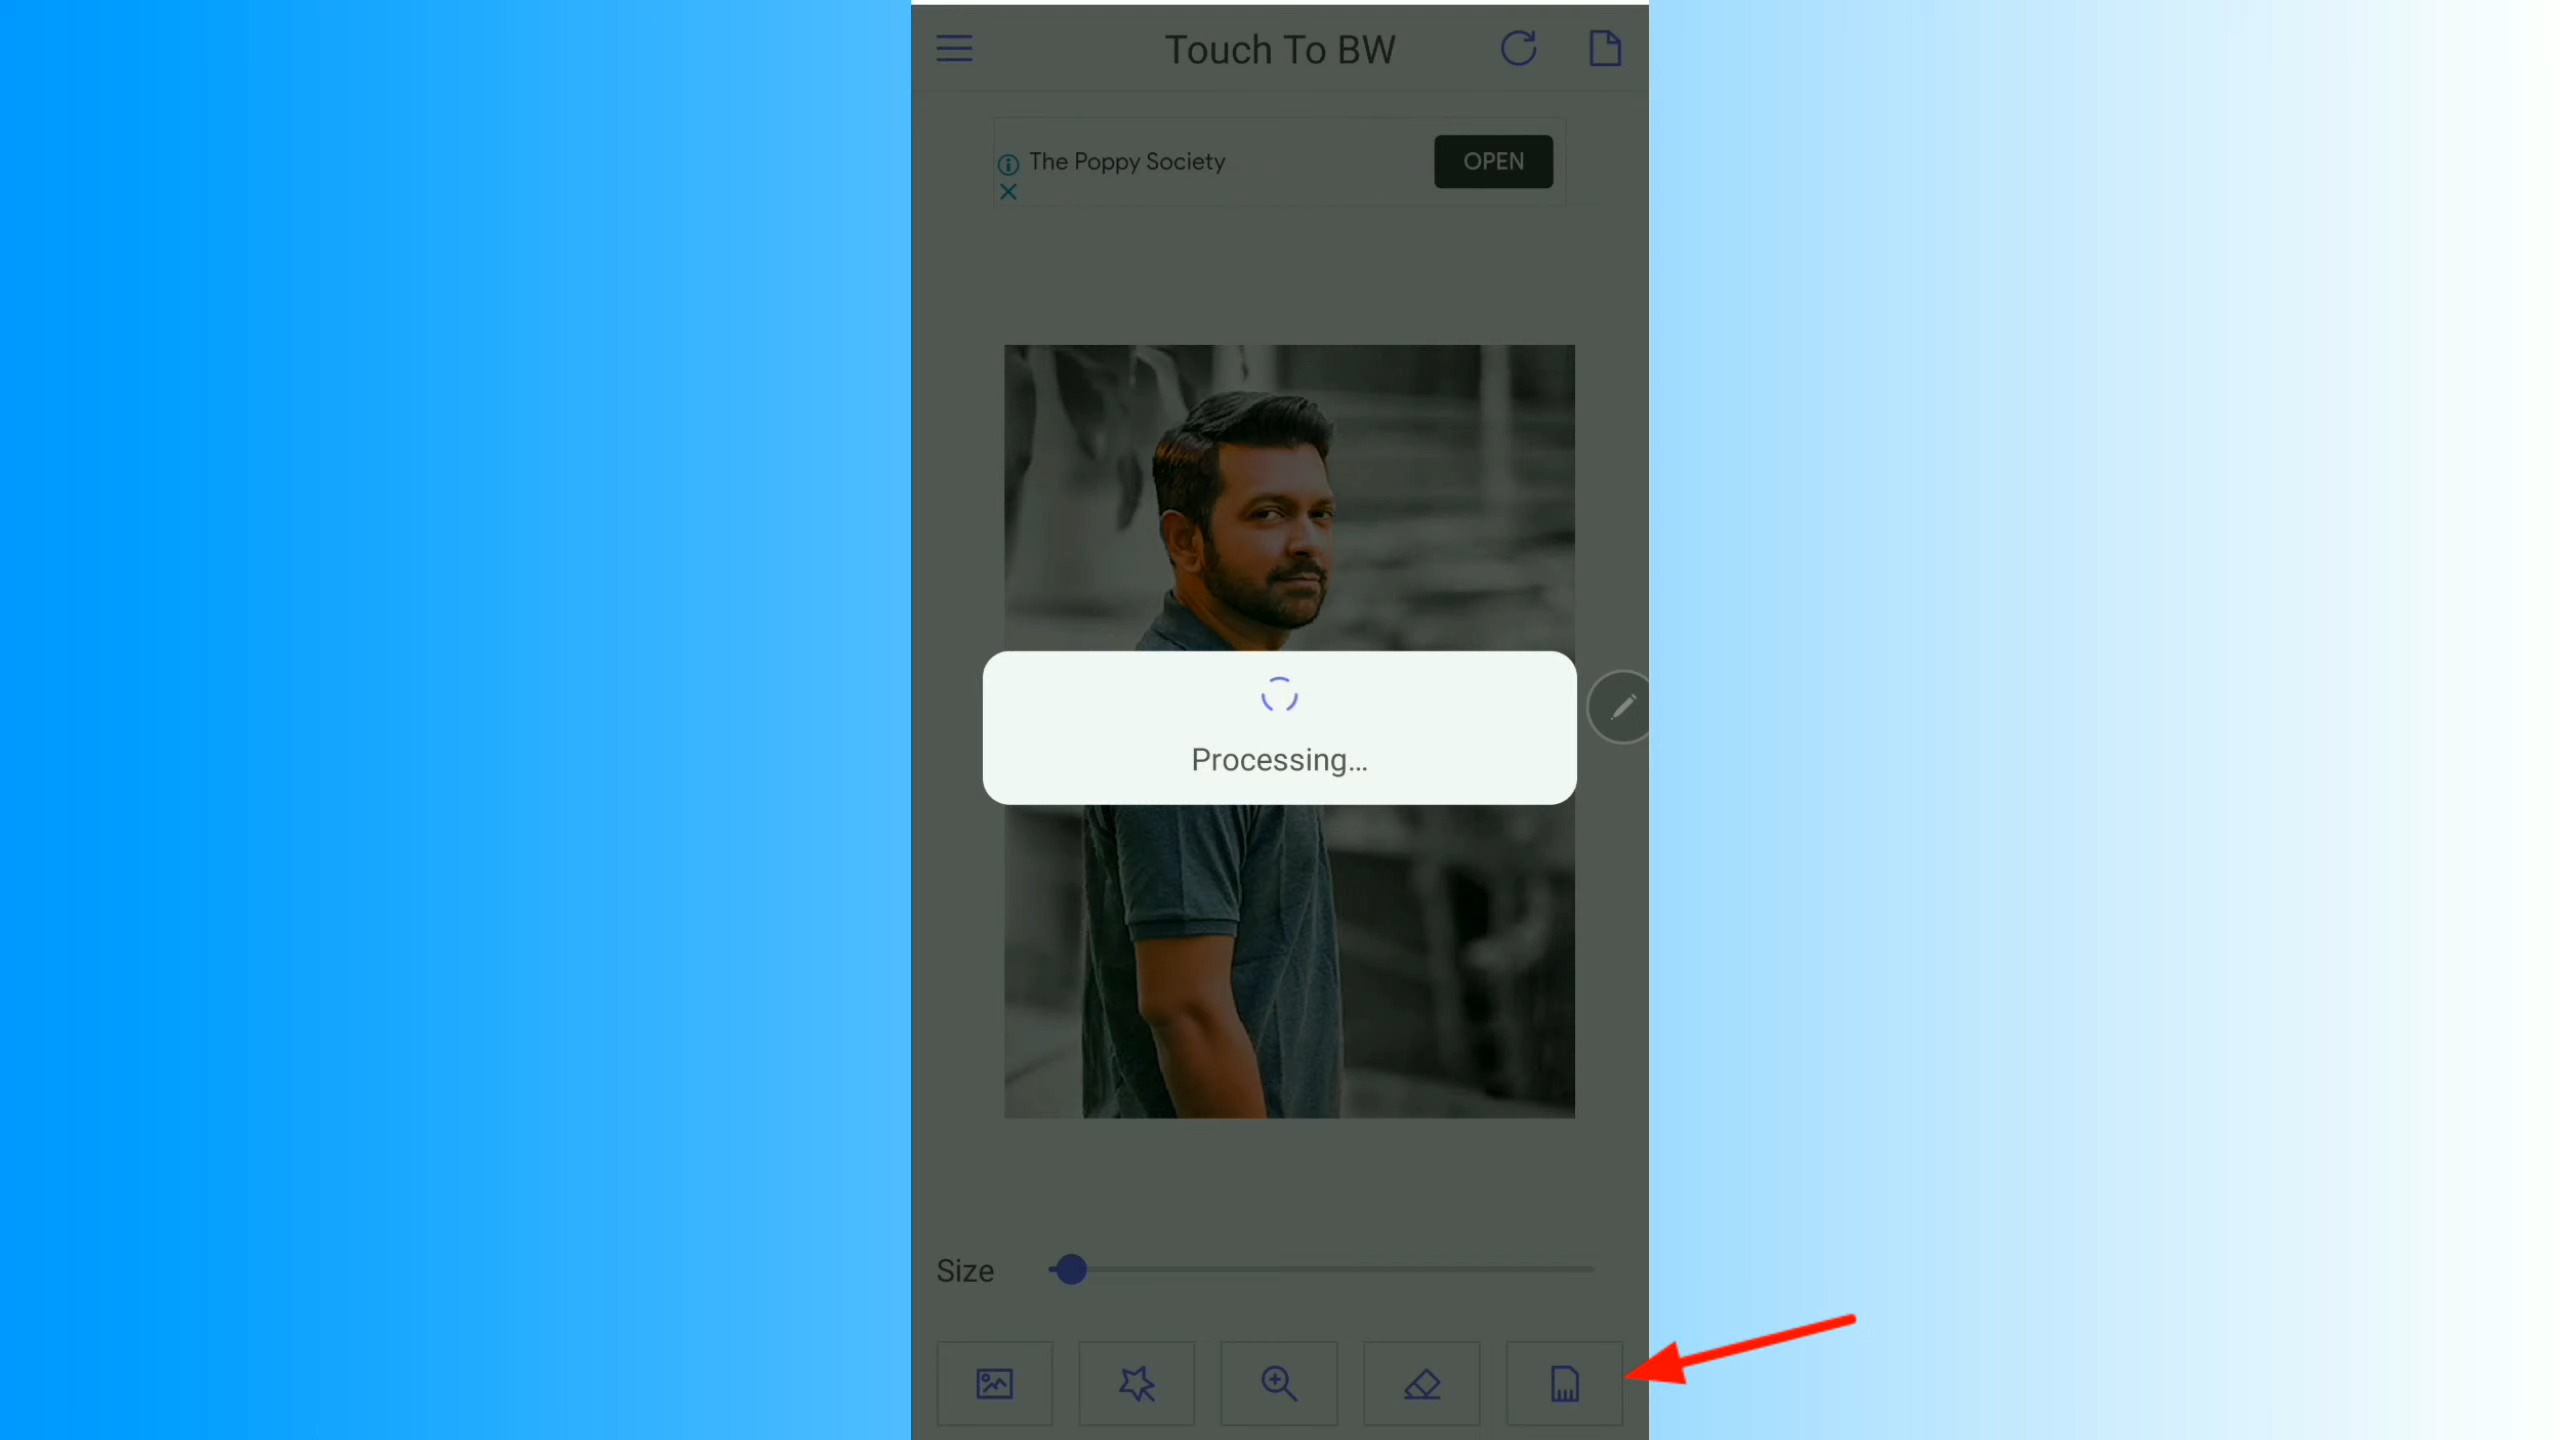 Touch To BW
The Poppy Society
OPEN
Processing...
Size